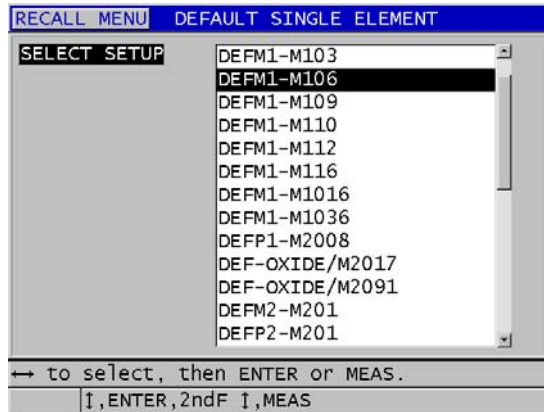 RECALL MENU DEFAULT SINGLE ELEMENT
SELECT SETUP
DEFM1-M103
DEFM1-M106
DEFM1-M109
DEFM1-M110
DEFM1-M112
DEFM1-M116
DEFM1-M1016
DEFM1-M1036
DEFP1-M2008
DEF-OXIDE/M2017
DEF-OXIDE/M2091
DEFM2-M201
DEFP2-M201
↔ to select, then ENTER or MEAS.
↕,ENTER,2ndF ↕,MEAS